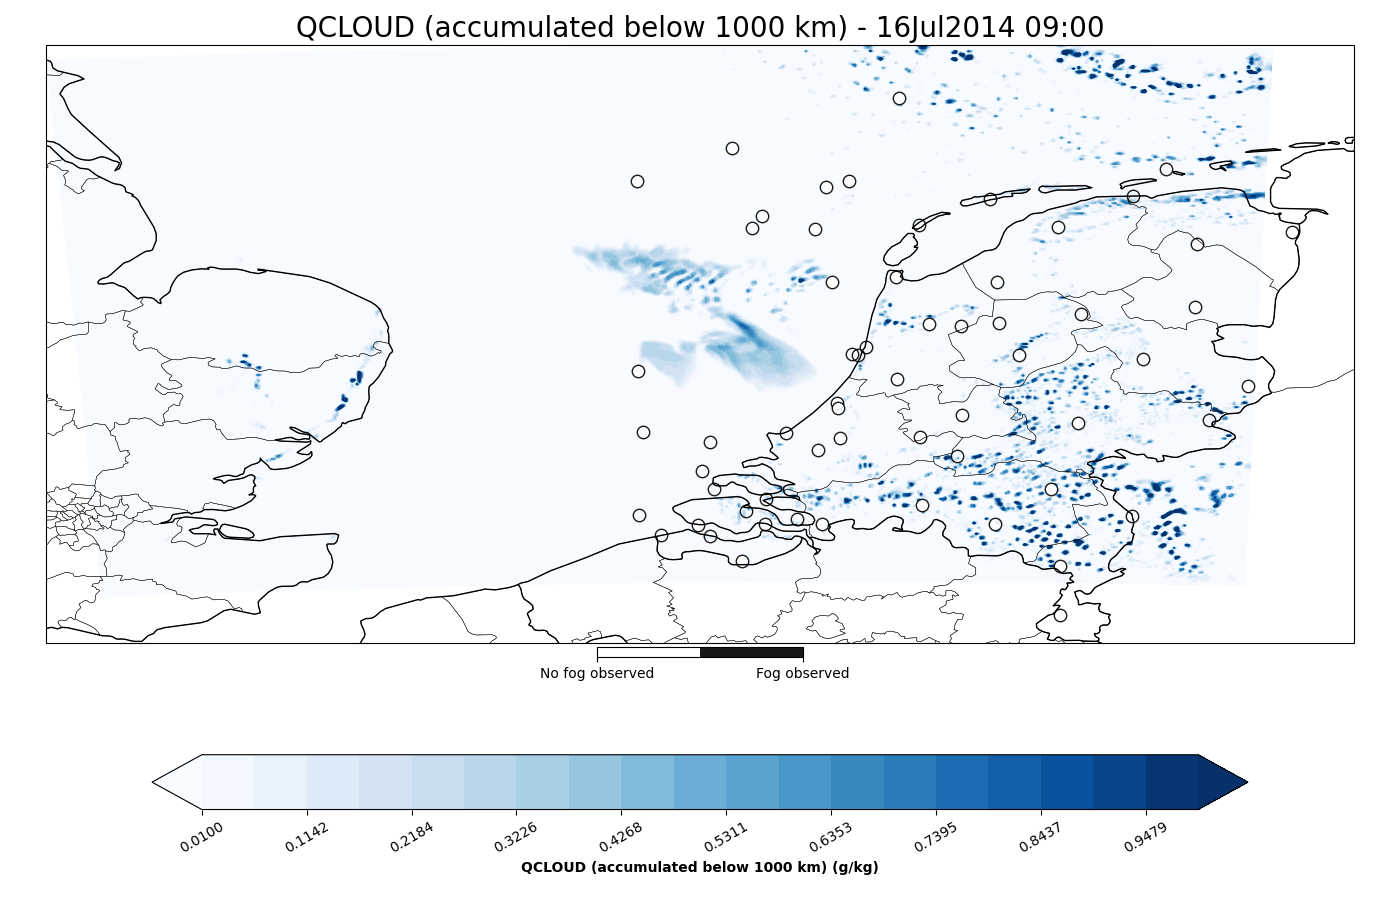 QCLOUD (accumulated below 1000 km) - 16Jul2014 09:00
No fog observed Fog observed
0.0100 0.1142 0.2184 0.3226 0.4268 0.5311 0.6353 0.7395 0.8437 0.9479
QCLOUD (accumulated below 1000 km) (g/kg)